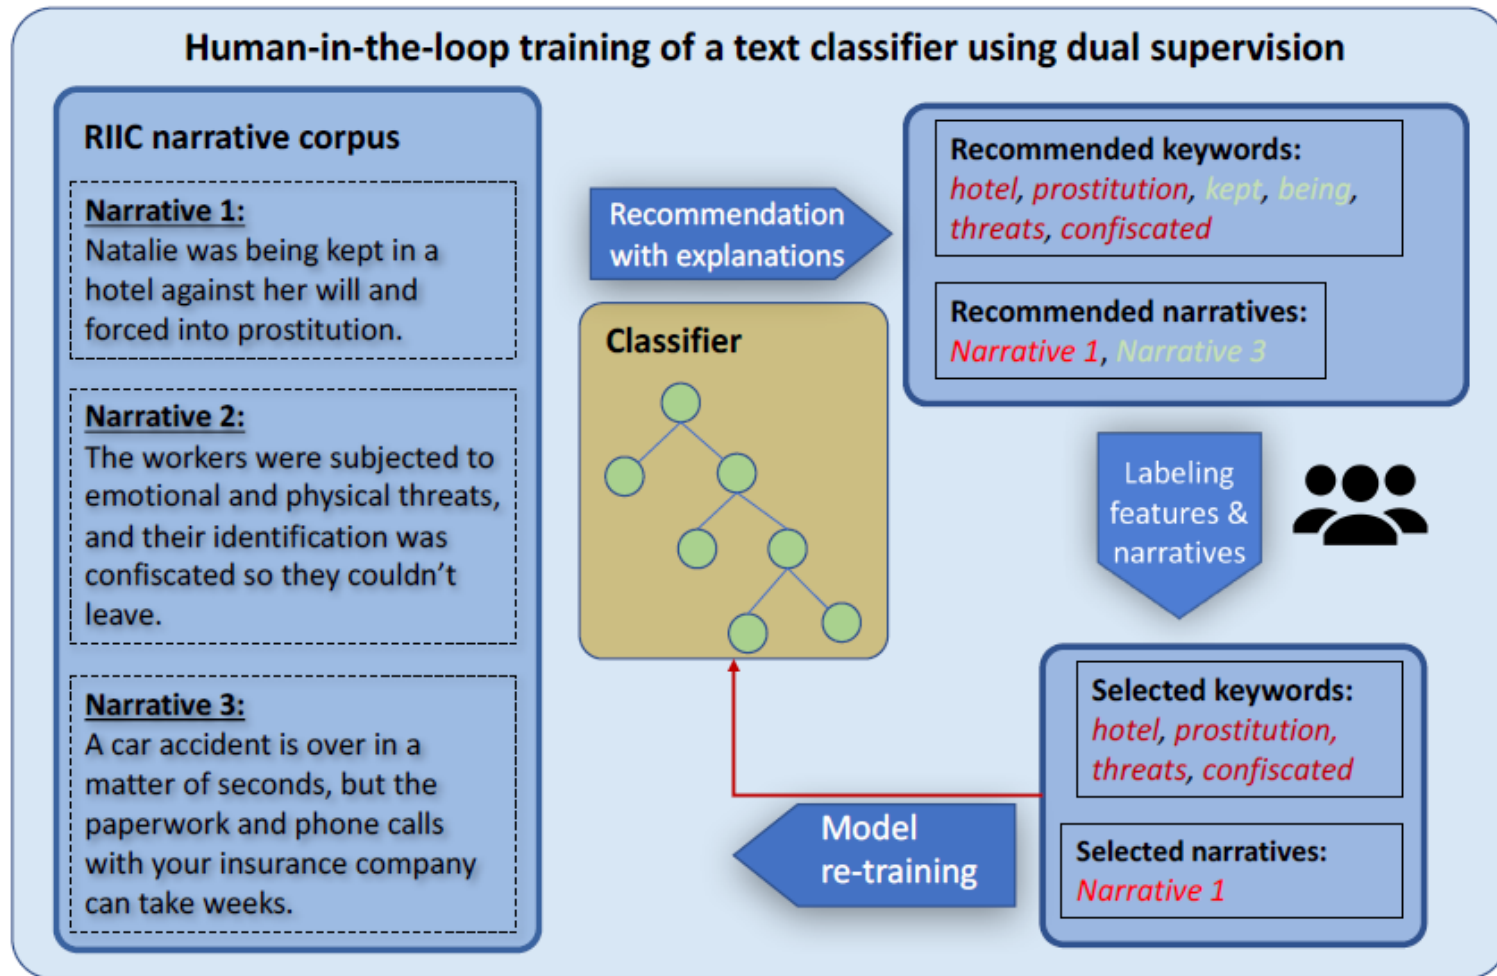 Human-in-the-loop training of a text classifier using dual supervision
RIIC narrative corpus
Narrative 1:
Natalie was being kept in a
hotel against her will and
forced into prostitution.
Narrative 2:
The workers were subjected to
emotional and physical threats,
and their identification was
confiscated so they couldn't
leave.
Narrative 3:
A car accident is over in a
matter of seconds, but the
paperwork and phone calls
with your insurance company
can take weeks.
Recommendation
with explanations
Classifier
Recommended keywords:
hotel, prostitution, kept, being,
threats, confiscated
Recommended narratives:
Narrative 1, Narrative 3
Labeling
features &
narratives
Selected keywords:
hotel, prostitution,
threats, confiscated
Selected narratives:
Narrative 1
Model
re-training